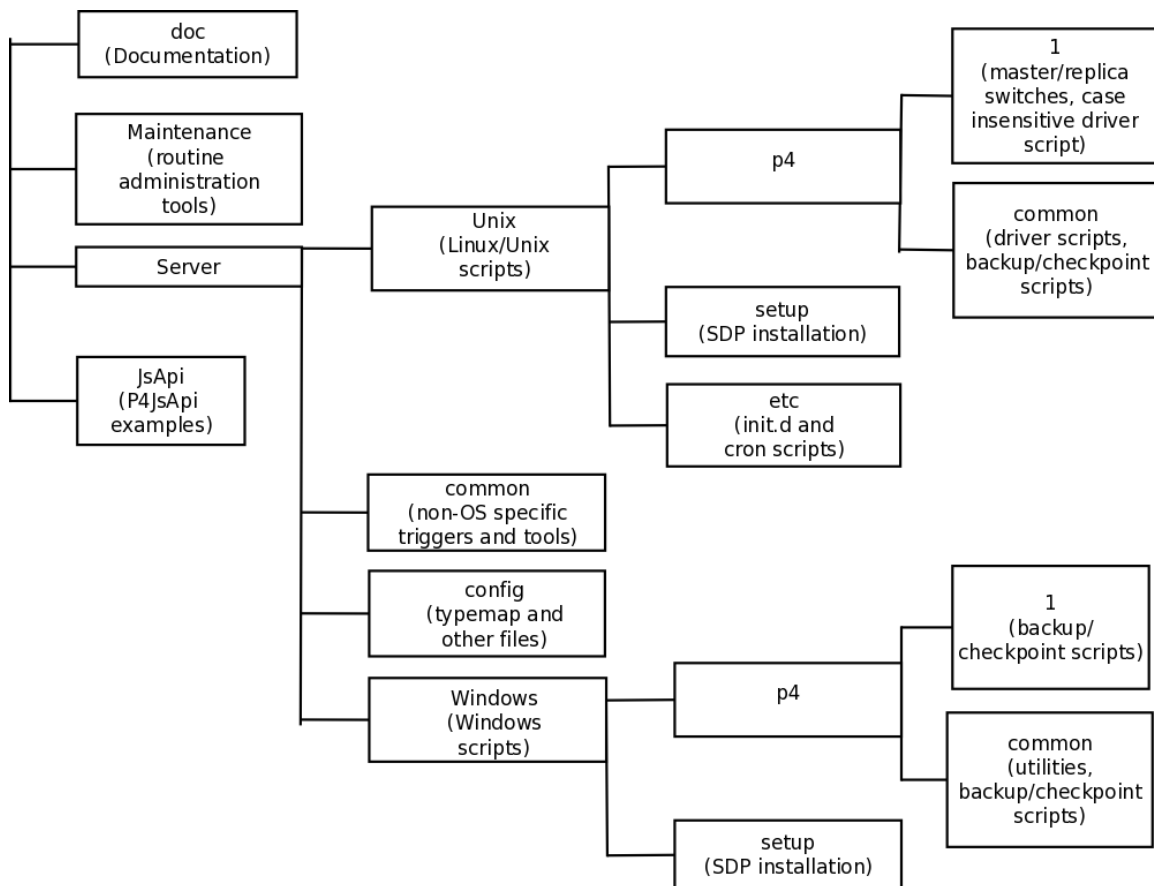 doc
(Documentation)
Maintenance
(routine
administration
tools)
Server
JsApi
(P4JsApi
examples)
Unix
(Linux/Unix
scripts)
common
(non-OS specific
triggers and tools)
config
(typemap and
other files)
Windows
(Windows
scripts)
p4
setup
(SDP installation)
etc
(init.d and
cron scripts)
1
(master/replica
switches, case
insensitive driver
script)
common
(driver scripts,
backup/checkpoint
scripts)
p4
setup
(SDP installation)
1
(backup/
checkpoint scripts)
common
(utilities,
backup/checkpoint
scripts)